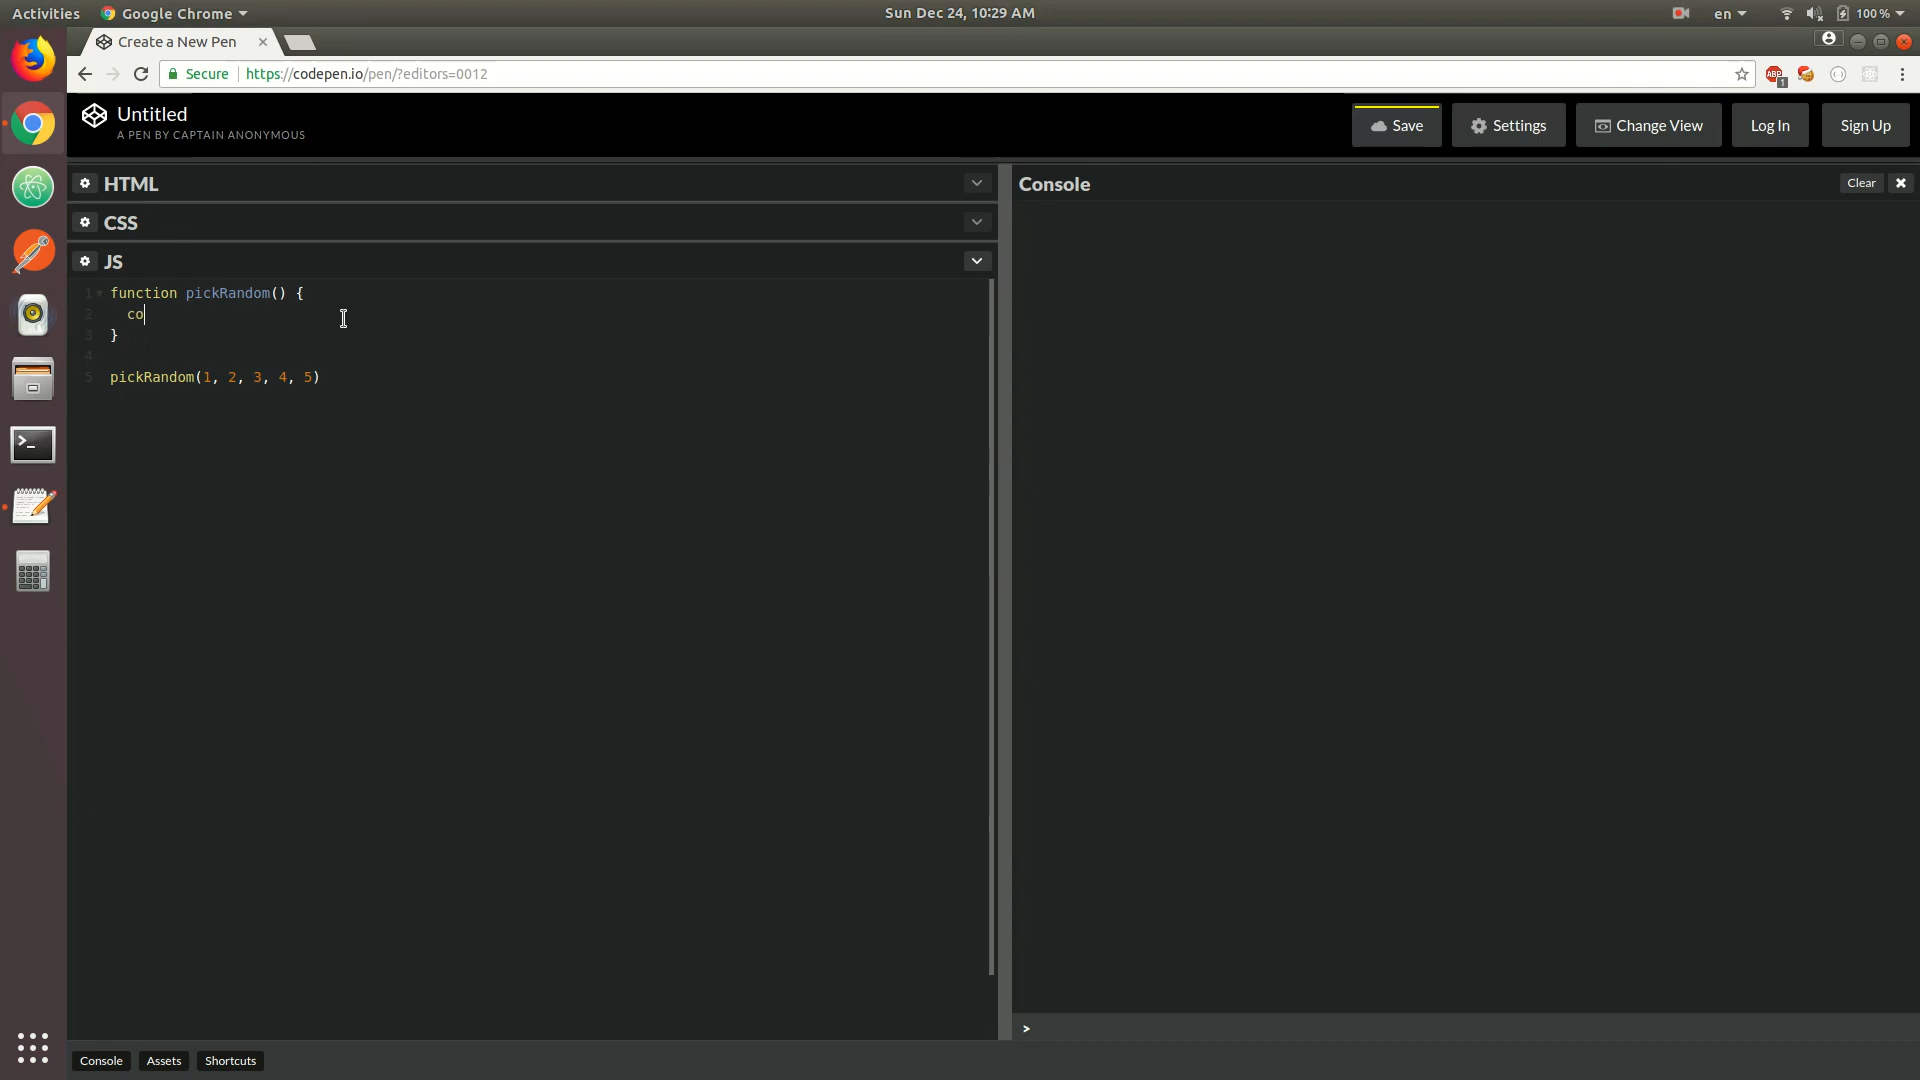 Activities
Google Chrome
Sun Dec 24, 10:29 AM
en
100 %
Create a New Pen
Secure
https://codepen.io/pen/?editors=0012
ABP
1
Untitled
A PEN BY CAPTAIN ANONYMOUS
Save
Settings
Change View
Log In
Sign Up
HTML
CSS
JS
1 function pickRandom() {
2 co
3 }
4
5 pickRandom(1, 2, 3, 4, 5)
Console
Clear
>
Console
Assets
Shortcuts